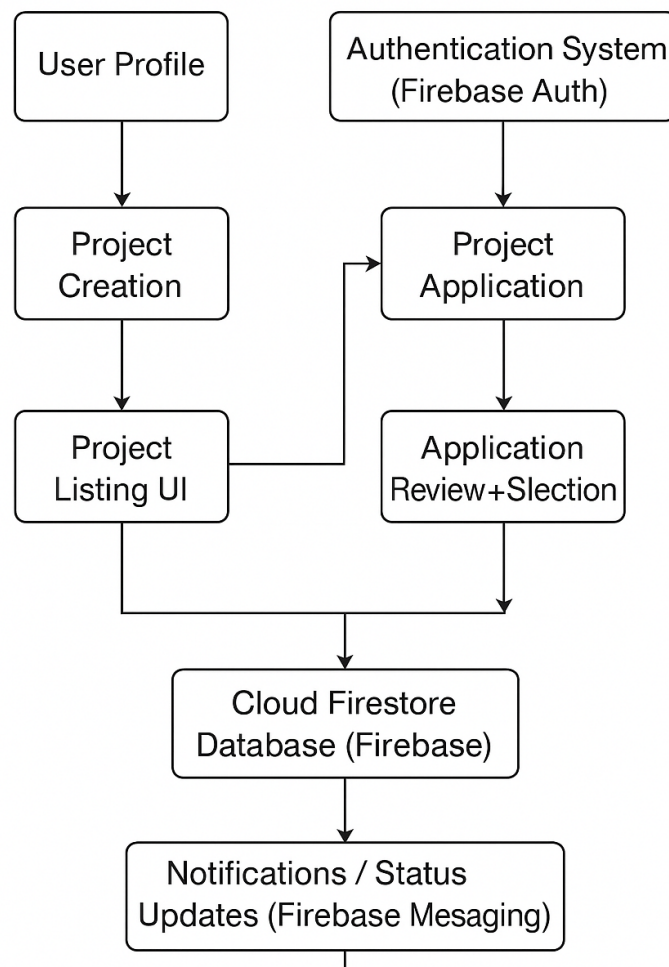 User Profile
Authentication System
(Firebase Auth)
Project
Creation
Project
Application
Project
Listing UI
Application
Review+Slection
Cloud Firestore
Database (Firebase)
Notifications / Status
Updates (Firebase Mesaging)